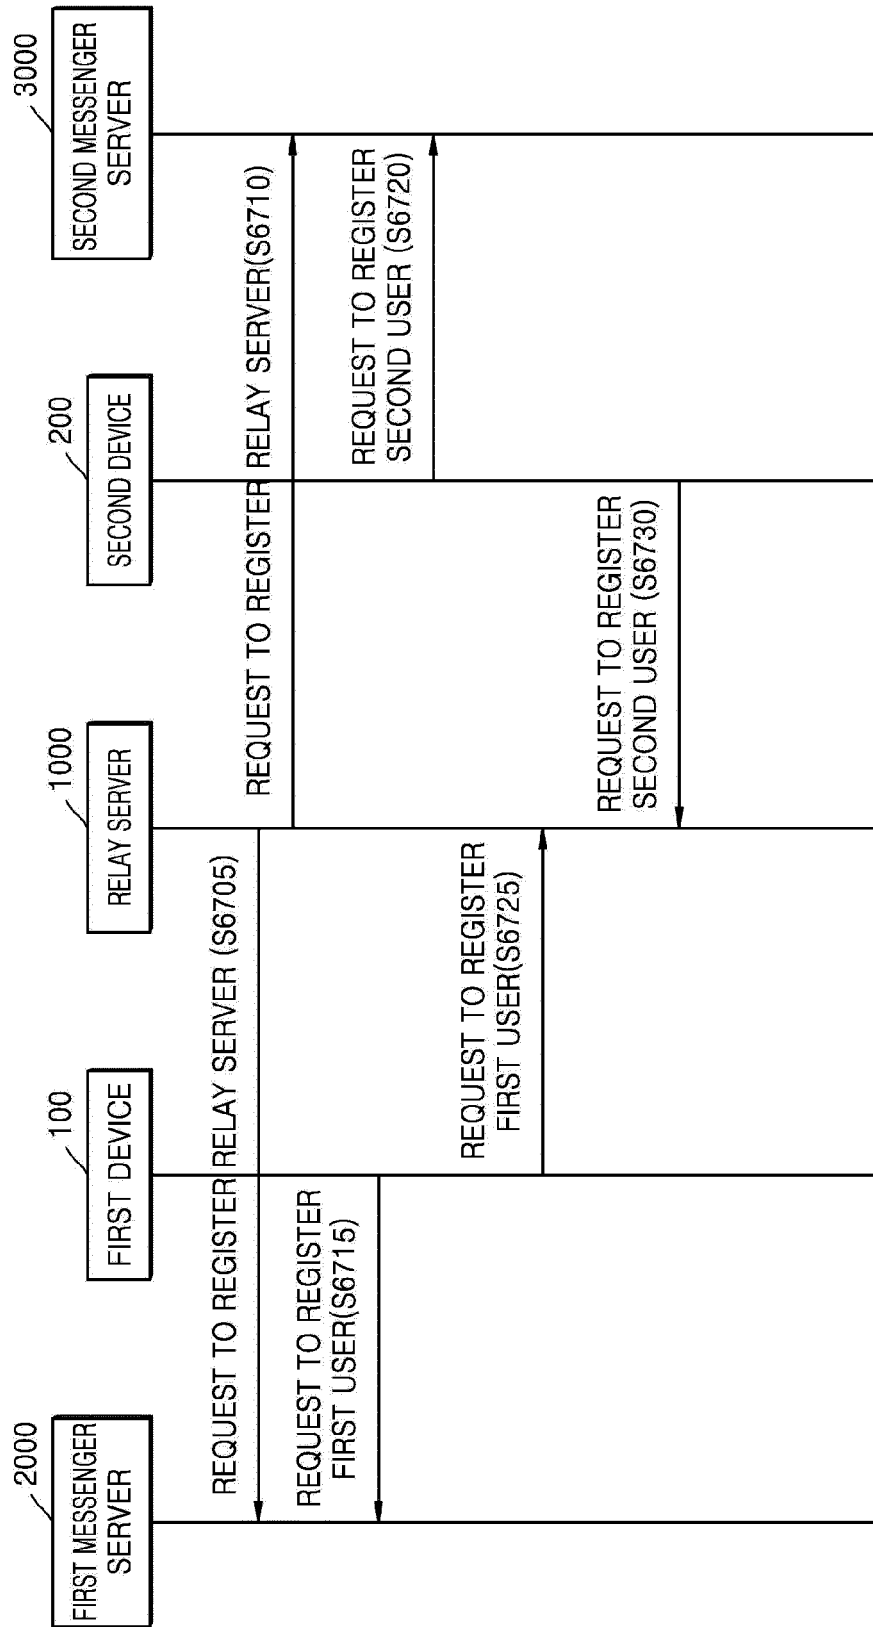 2000
FIRST MESSENGER
SERVER
100
FIRST DEVICE
1000
RELAY SERVER
200
SECOND DEVICE
3000
SECOND MESSENGER
SERVER
REQUEST TO REGISTER RELAY SERVER (S6705)
REQUEST TO REGISTER RELAY SERVER(S6710)
REQUEST TO REGISTER
FIRST USER(S6715)
REQUEST TO REGISTER
SECOND USER (S6720)
REQUEST TO REGISTER
FIRST USER(S6725)
REQUEST TO REGISTER
SECOND USER (S6730)